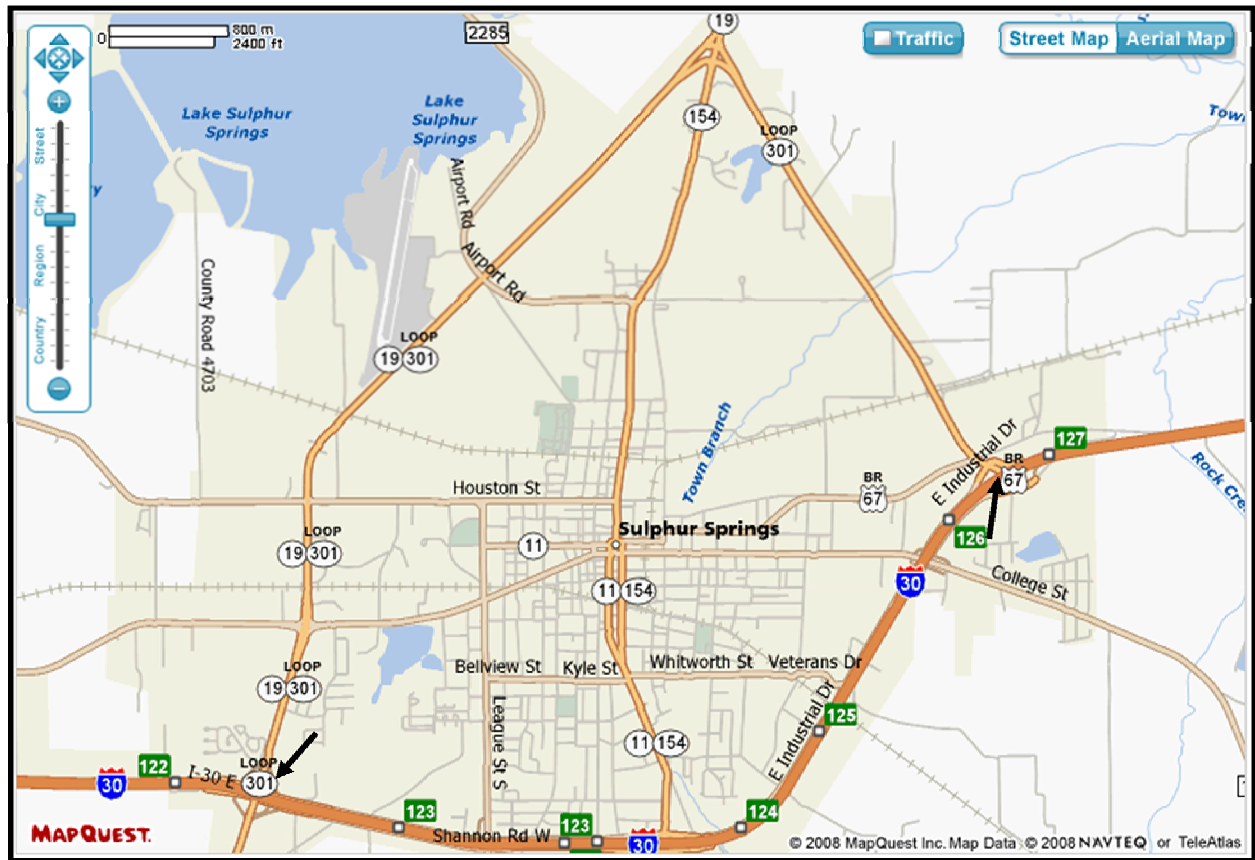 19
0
800 m
2400 ft
2285
Traffic
Street Map
Aerial Map
Lake Sulphur
Springs
Lake
Sulphur
Springs
154
LOOP
301
Street
City
Region
Country
Airport Rd
Airport Rd
County Road 4703
LOOP
19 301
Town Branch
E Industrial Dr
127
BR
67
Houston St
BR
67
Sulphur Springs
LOOP
19 301
11
126
30
College St
11 154
Bellview St
Kyle St
Whitworth St
Veterans Dr
LOOP
19 301
League St S
E Industrial Dr
125
11 154
122
30
I-30 E
LOOP
301
123
Shannon Rd W
123
30
124
MAPQUEST.
© 2008 MapQuest Inc. Map Data © 2008 NAVTEQ or TeleAtlas